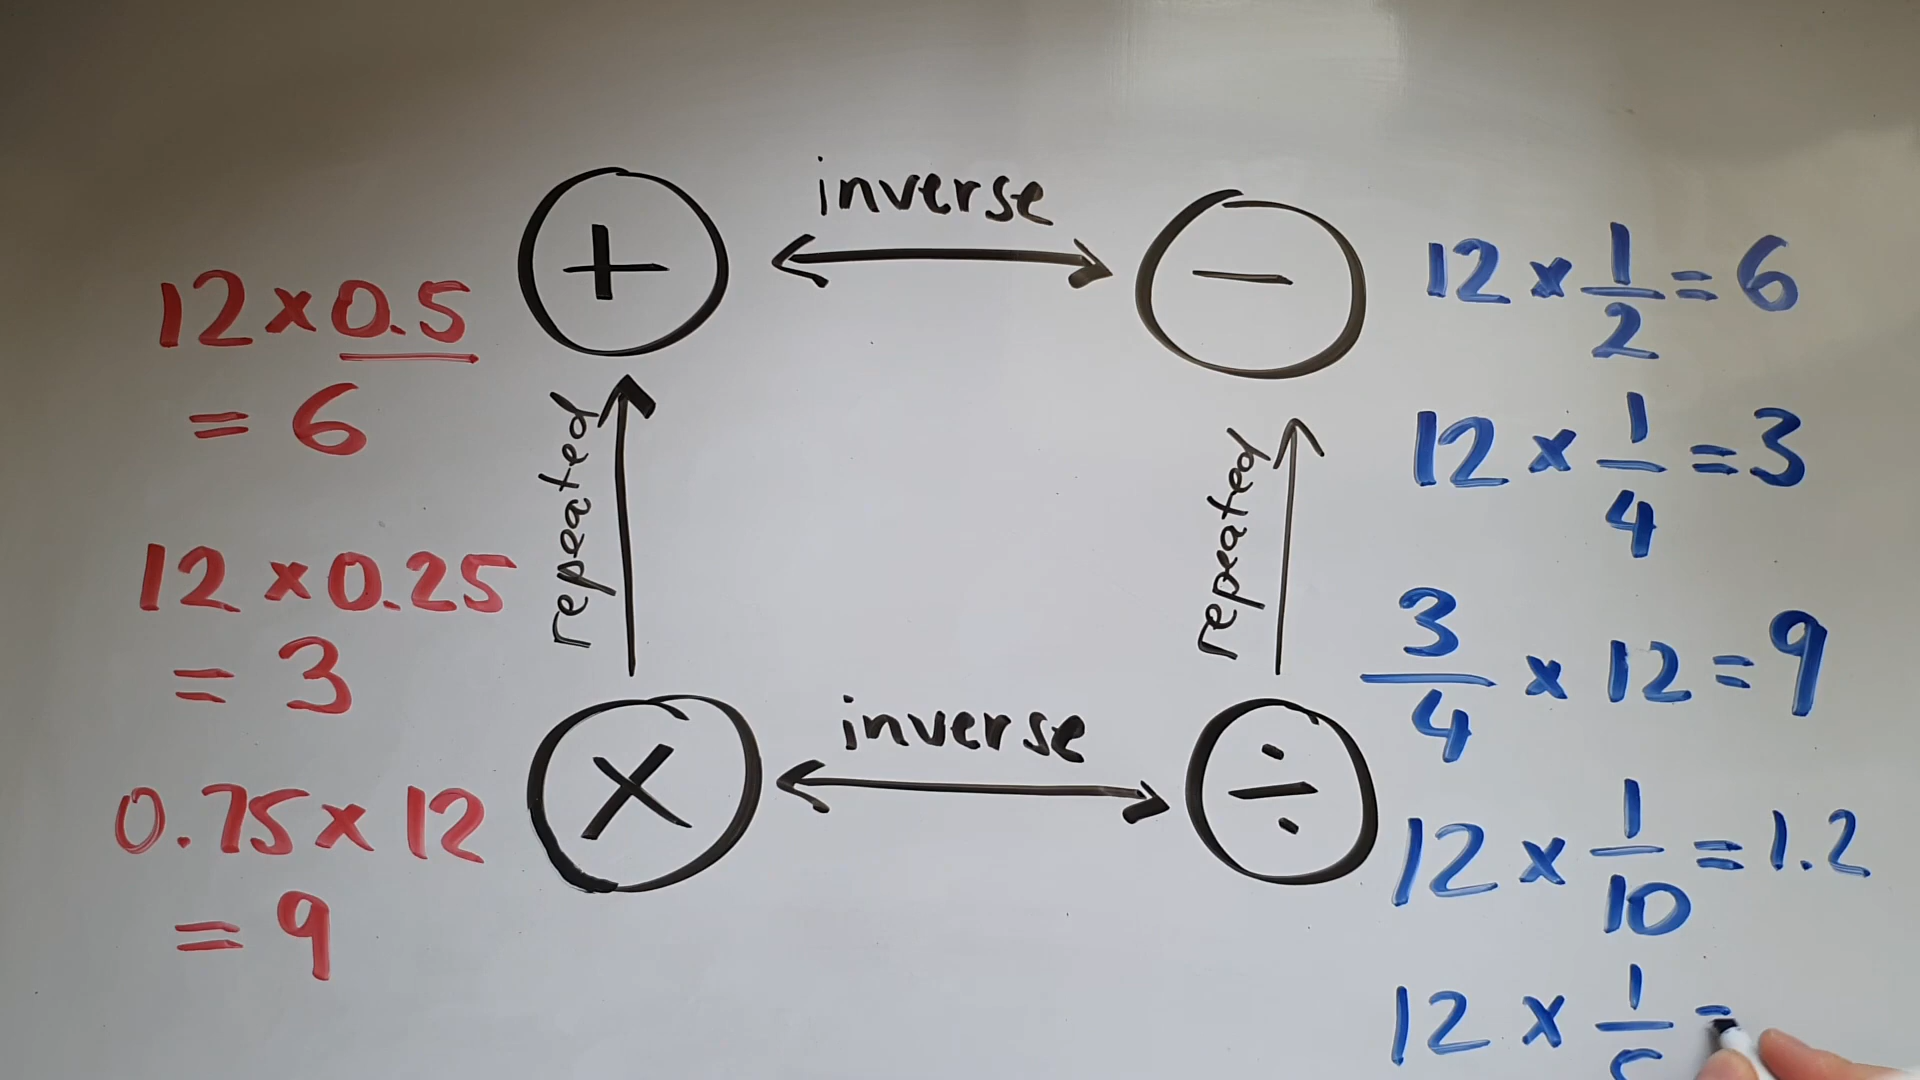 12 × 0.5
= 6
12 × 0.25
= 3
0.75 × 12
= 9
+
inverse
−
repeated
repeated
×
inverse
÷
12 × 1/2 = 6
12 × 1/4 = 3
3/4 × 12 = 9
12 × 1/10 = 1.2
12 × 1/